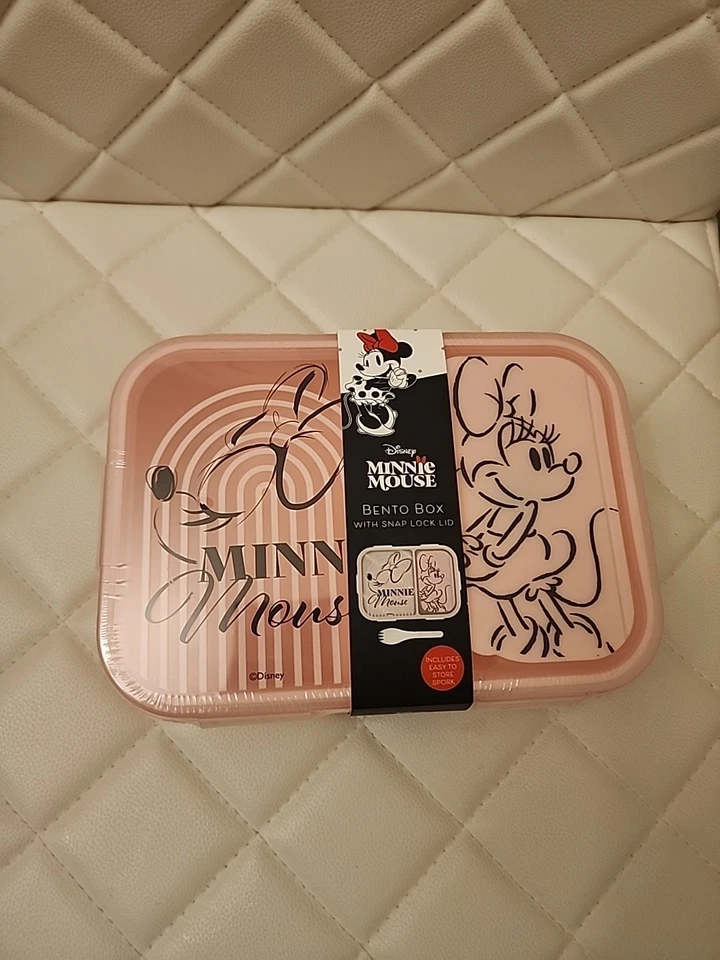 Disney
MINNIE
MOUSE
BENTO BOX
WITH SNAP LOCK LID
MINNIE
Mouse
INCLUDES
EASY TO
STORE
SPORK
MINN
Mous
©Disney